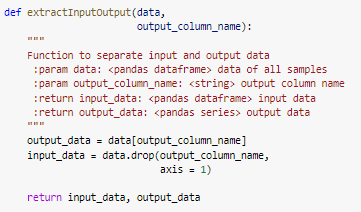 def extractInputOutput(data,
                       output_column_name):
    """
    Function to separate input and output data
     :param data: <pandas dataframe> data of all samples
     :param output_column_name: <string> output column name
     :return input_data: <pandas dataframe> input data
     :return output_data: <pandas series> output data
    """
    output_data = data[output_column_name]
    input_data = data.drop(output_column_name,
                           axis = 1)
    return input_data, output_data